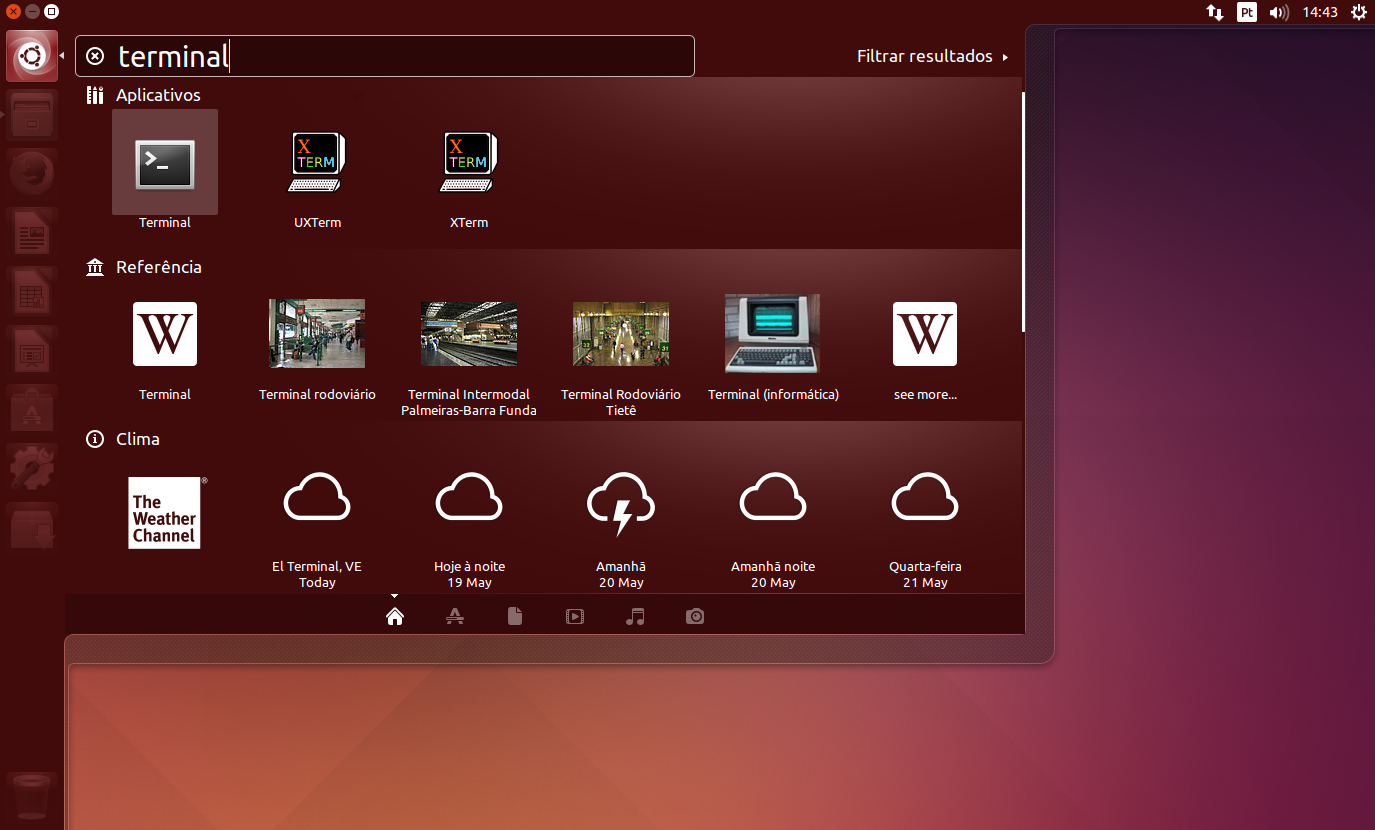 Pt
14:43
terminal
Filtrar resultados
Aplicativos
X
TERM
X
TERM
Terminal
UXTerm
XTerm
Referência
W
W
Terminal
Terminal rodoviário
Terminal Intermodal
Palmeiras-Barra Funda
Terminal Rodoviário
Tietê
Terminal (informática)
see more...
Clima
The
Weather
Channel
®
El Terminal, VE
Today
Hoje à noite
19 May
Amanhã
20 May
Amanhã noite
20 May
Quarta-feira
21 May